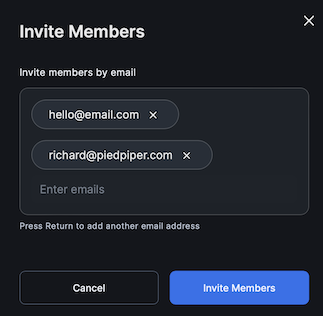 Invite Members
Invite members by email
hello@email.com
richard@piedpiper.com
Enter emails
Press Return to add another email address
Cancel
Invite Members